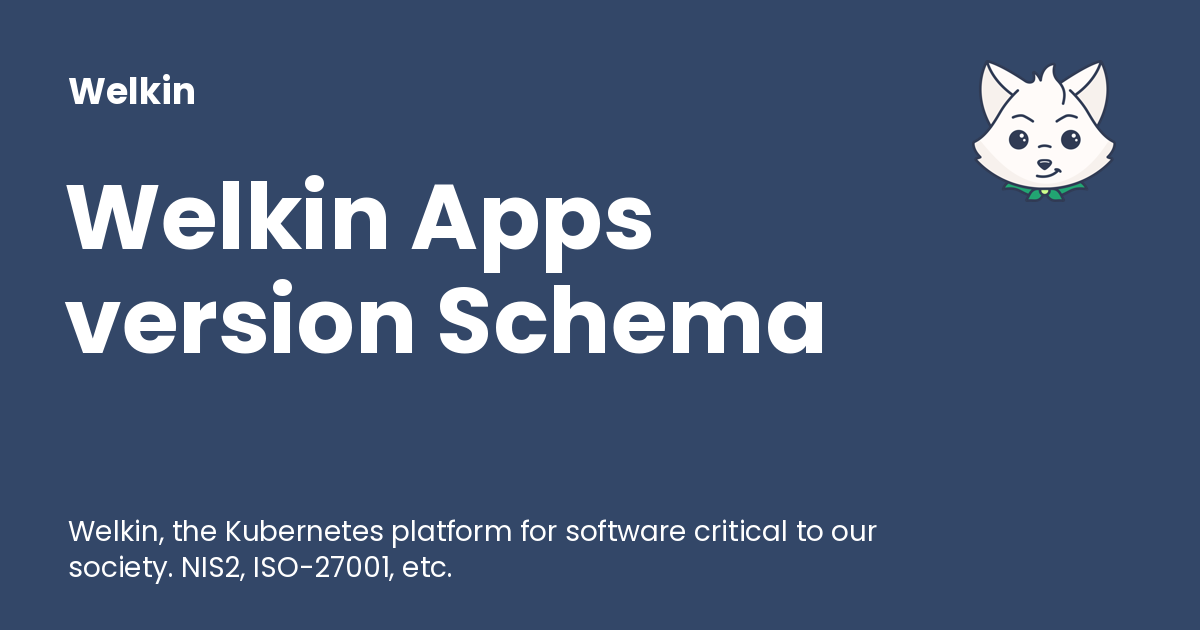 Welkin
Welkin Apps
version Schema
Welkin, the Kubernetes platform for software critical to our
society. NIS2, ISO-27001, etc.